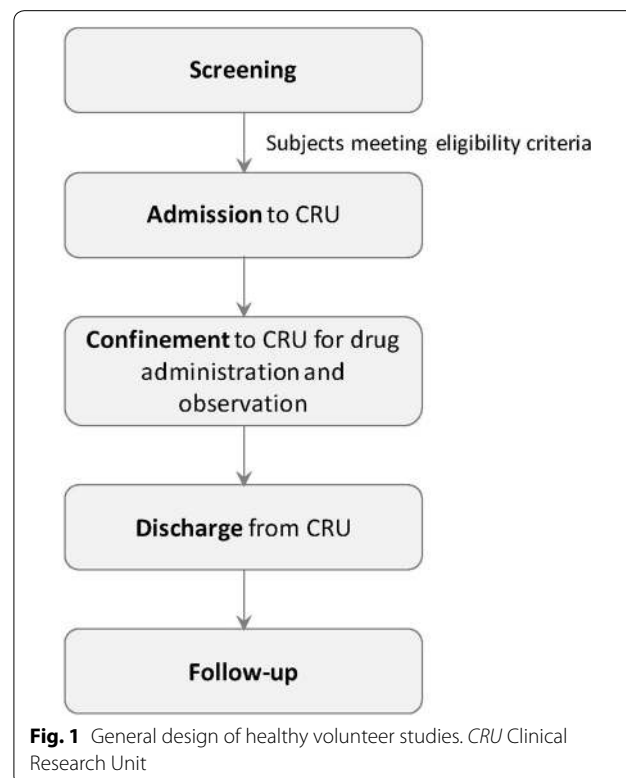 Screening
Subjects meeting eligibility criteria
Admission to CRU
Confinement to CRU for drug
administration and
observation
Discharge from CRU
Follow-up
Fig. 1 General design of healthy volunteer studies. CRU Clinical
Research Unit